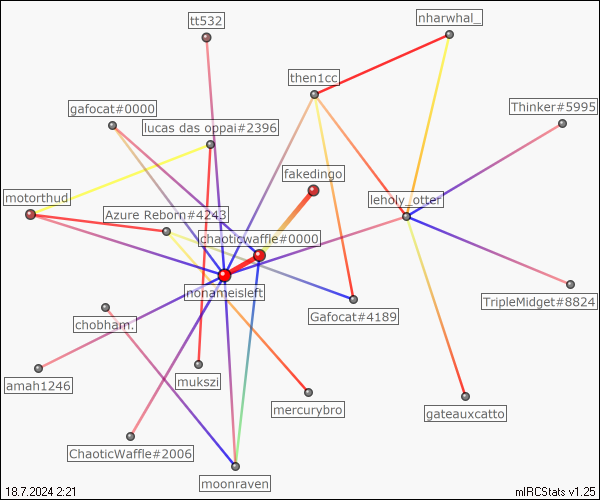 nharwhal_
tt532
then1cc
gafocat#0000
Thinker#5995
lucas das oppai#2396
fakedingo
motorthud
leholy_otter
Azure Reborn#4243
chaoticwaffle#0000
nonameisleft
TripleMidget#8824
Gafocat#4189
chobham.
amah1246
mukszi
mercurybro
gateauxcatto
ChaoticWaffle#2006
moonraven
18.7.2024 2:21
mIRCStats v1.25